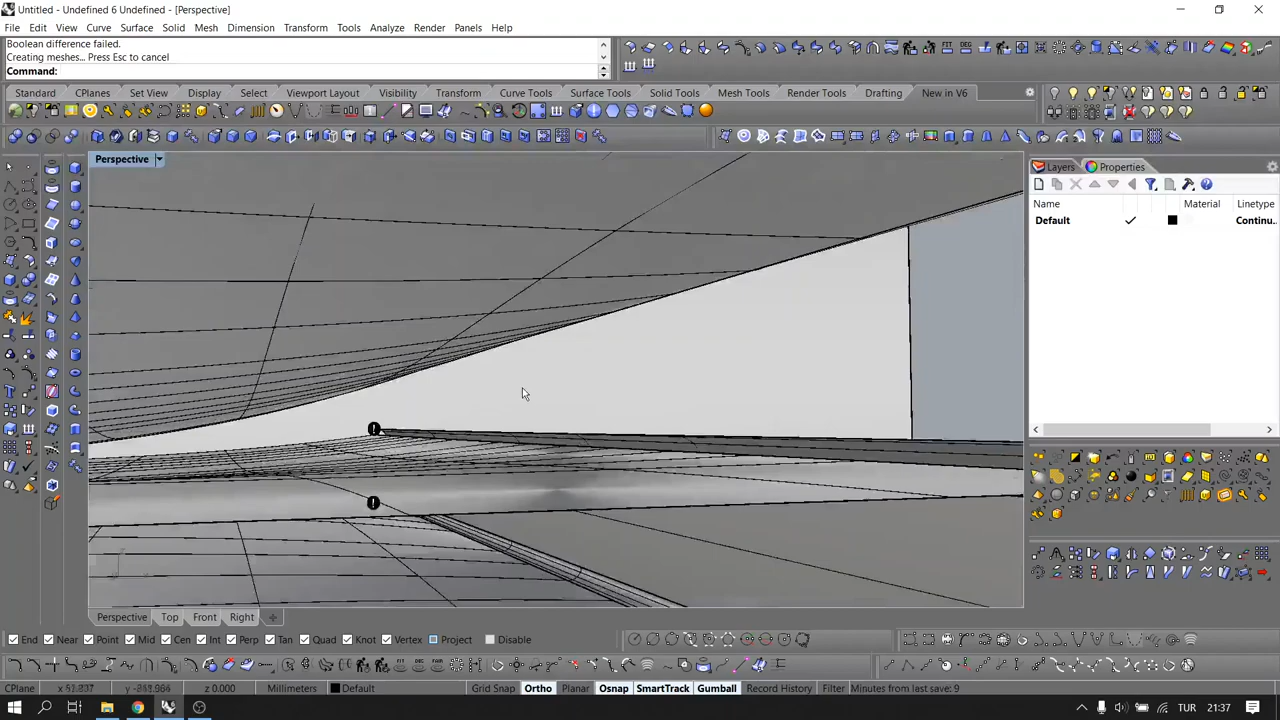 Untitled - Undefined 6 Undefined - [Perspective]
File Edit View Curve Surface Solid Mesh Dimension Transform Tools Analyze Render Panels Help
Boolean difference failed.
Creating meshes... Press Esc to cancel
Command:
Standard CPlanes Set View Display Select Viewport Layout Visibility Transform Curve Tools Surface Tools Solid Tools Mesh Tools Render Tools Drafting New in V6
Perspective
Layers Properties
Name Material Linetype
Default Continu...
Perspective Top Front Right
End Near Point Mid Cen Int Perp Tan Quad Knot Vertex Project Disable
CPlane z 0.000 Millimeters Default Grid Snap Ortho Planar Osnap SmartTrack Gumball Record History Filter Minutes from last save: 9
TUR 21:37